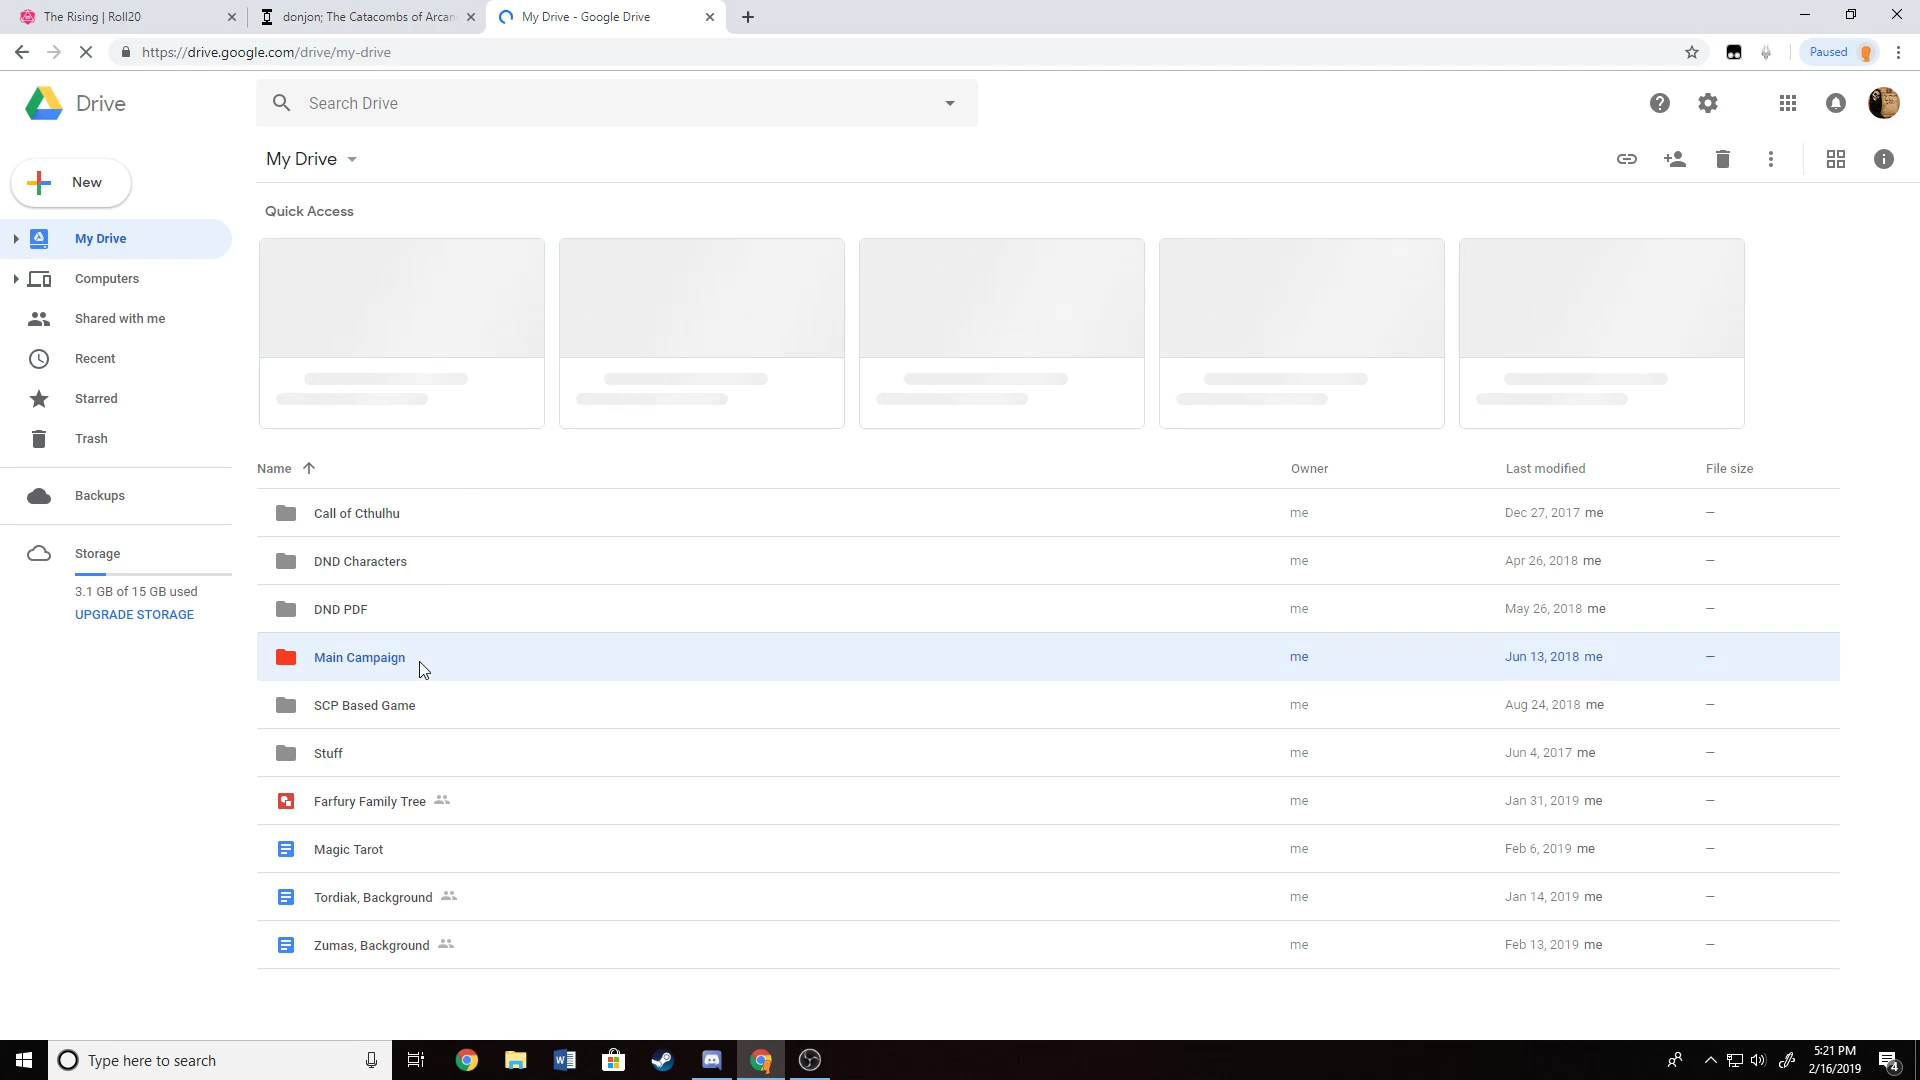 The Rising | Roll20
donjon; The Catacombs of Arcan
My Drive - Google Drive
https://drive.google.com/drive/my-drive
Paused
Drive
Search Drive
My Drive
New
Quick Access
My Drive
Computers
Shared with me
Recent
Starred
Trash
Backups
Storage
3.1 GB of 15 GB used
UPGRADE STORAGE
Name Owner Last modified File size
Call of Cthulhu me Dec 27, 2017 me —
DND Characters me Apr 26, 2018 me —
DND PDF me May 26, 2018 me —
Main Campaign me Jun 13, 2018 me —
SCP Based Game me Aug 24, 2018 me —
Stuff me Jun 4, 2017 me —
Farfury Family Tree me Jan 31, 2019 me —
Magic Tarot me Feb 6, 2019 me —
Tordiak, Background me Jan 14, 2019 me —
Zumas, Background me Feb 13, 2019 me —
Type here to search
5:21 PM
2/16/2019
4